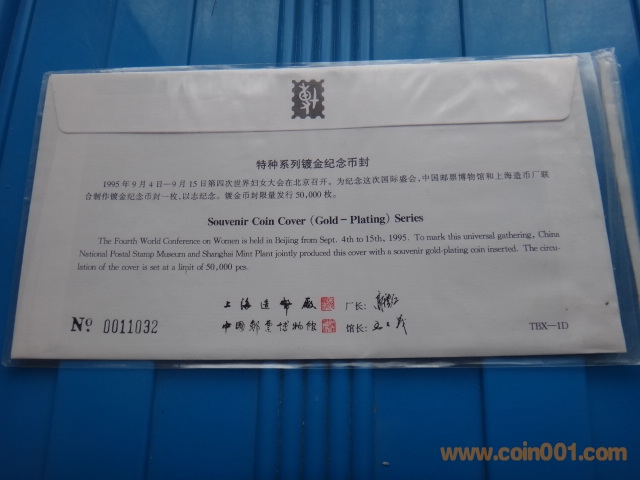 特种系列镀金纪念币封
1995年9月4日—9月15日第四次世界妇女大会在北京召开。为纪念这次国际盛会，中国邮票博物馆和上海造币厂联
合制作镀金纪念币封一枚，以志纪念。镀金币封限量发行50,000枚。
Souvenir Coin Cover (Gold-Plating) Series
The Fourth World Conference on Women is held in Beijing from Sept. 4th to 15th, 1995. To mark this universal gathering, China
National Postal Stamp Museum and Shanghai Mint Plant jointly produced this cover with a souvenir gold-plating coin inserted. The circu-
lation of the cover is set at a limit of 50,000 pcs.
上海造幣廠 厂长:
Nº 0011032 中国邮票博物馆 馆长: TBX—1D
www.coin001.com